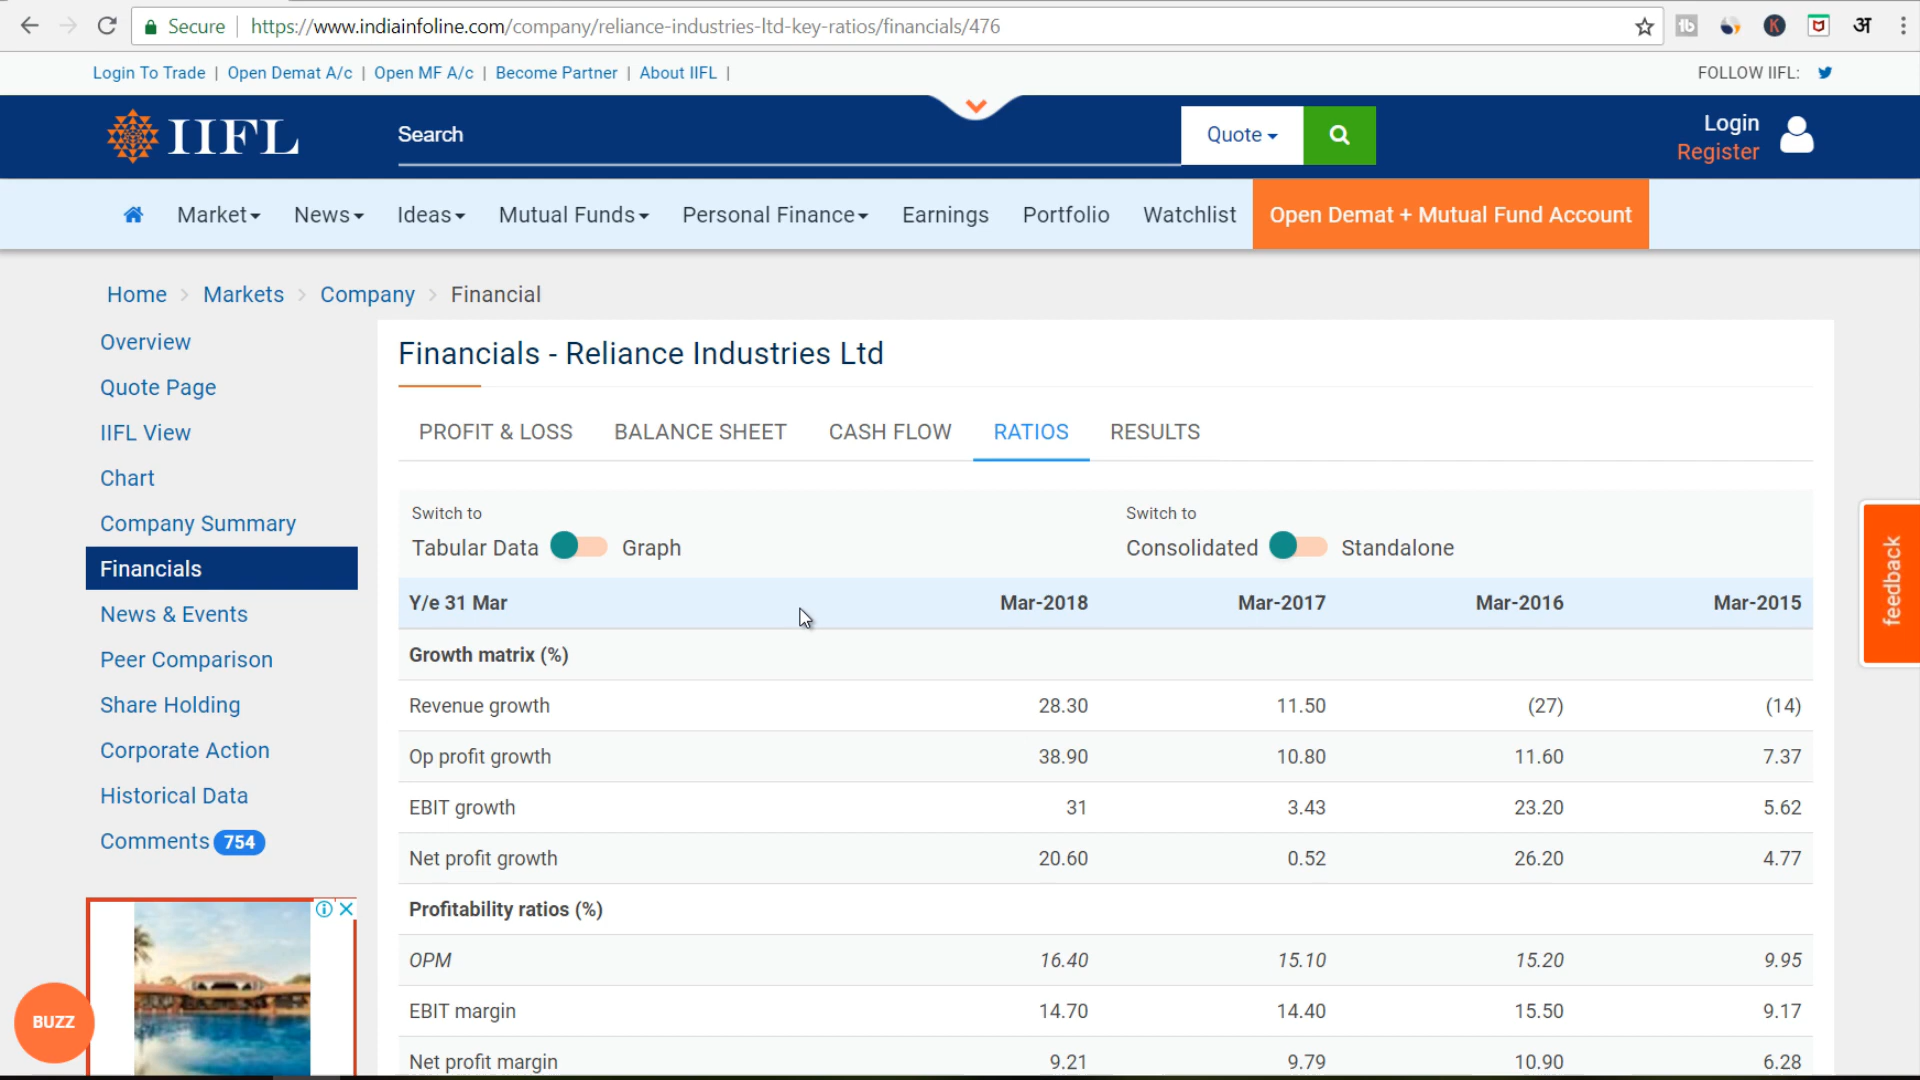 Secure https://www.indiainfoline.com/company/reliance-industries-ltd-key-ratios/financials/476
Login To Trade | Open Demat A/c | Open MF A/c | Become Partner | About IIFL | FOLLOW IIFL:
IIFL Search Quote Login
Register
Market News Ideas Mutual Funds Personal Finance Earnings Portfolio Watchlist Open Demat + Mutual Fund Account
Home > Markets > Company > Financial
Overview
Quote Page
IIFL View
Chart
Company Summary
Financials
News & Events
Peer Comparison
Share Holding
Corporate Action
Historical Data
Comments 754
BUZZ
Financials - Reliance Industries Ltd
PROFIT & LOSS BALANCE SHEET CASH FLOW RATIOS RESULTS
Switch to Switch to
Tabular Data Graph Consolidated Standalone
Y/e 31 Mar Mar-2018 Mar-2017 Mar-2016 Mar-2015
Growth matrix (%)
Revenue growth 28.30 11.50 (27) (14)
Op profit growth 38.90 10.80 11.60 7.37
EBIT growth 31 3.43 23.20 5.62
Net profit growth 20.60 0.52 26.20 4.77
Profitability ratios (%)
OPM 16.40 15.10 15.20 9.95
EBIT margin 14.70 14.40 15.50 9.17
Net profit margin 9.21 9.79 10.90 6.28
feedback